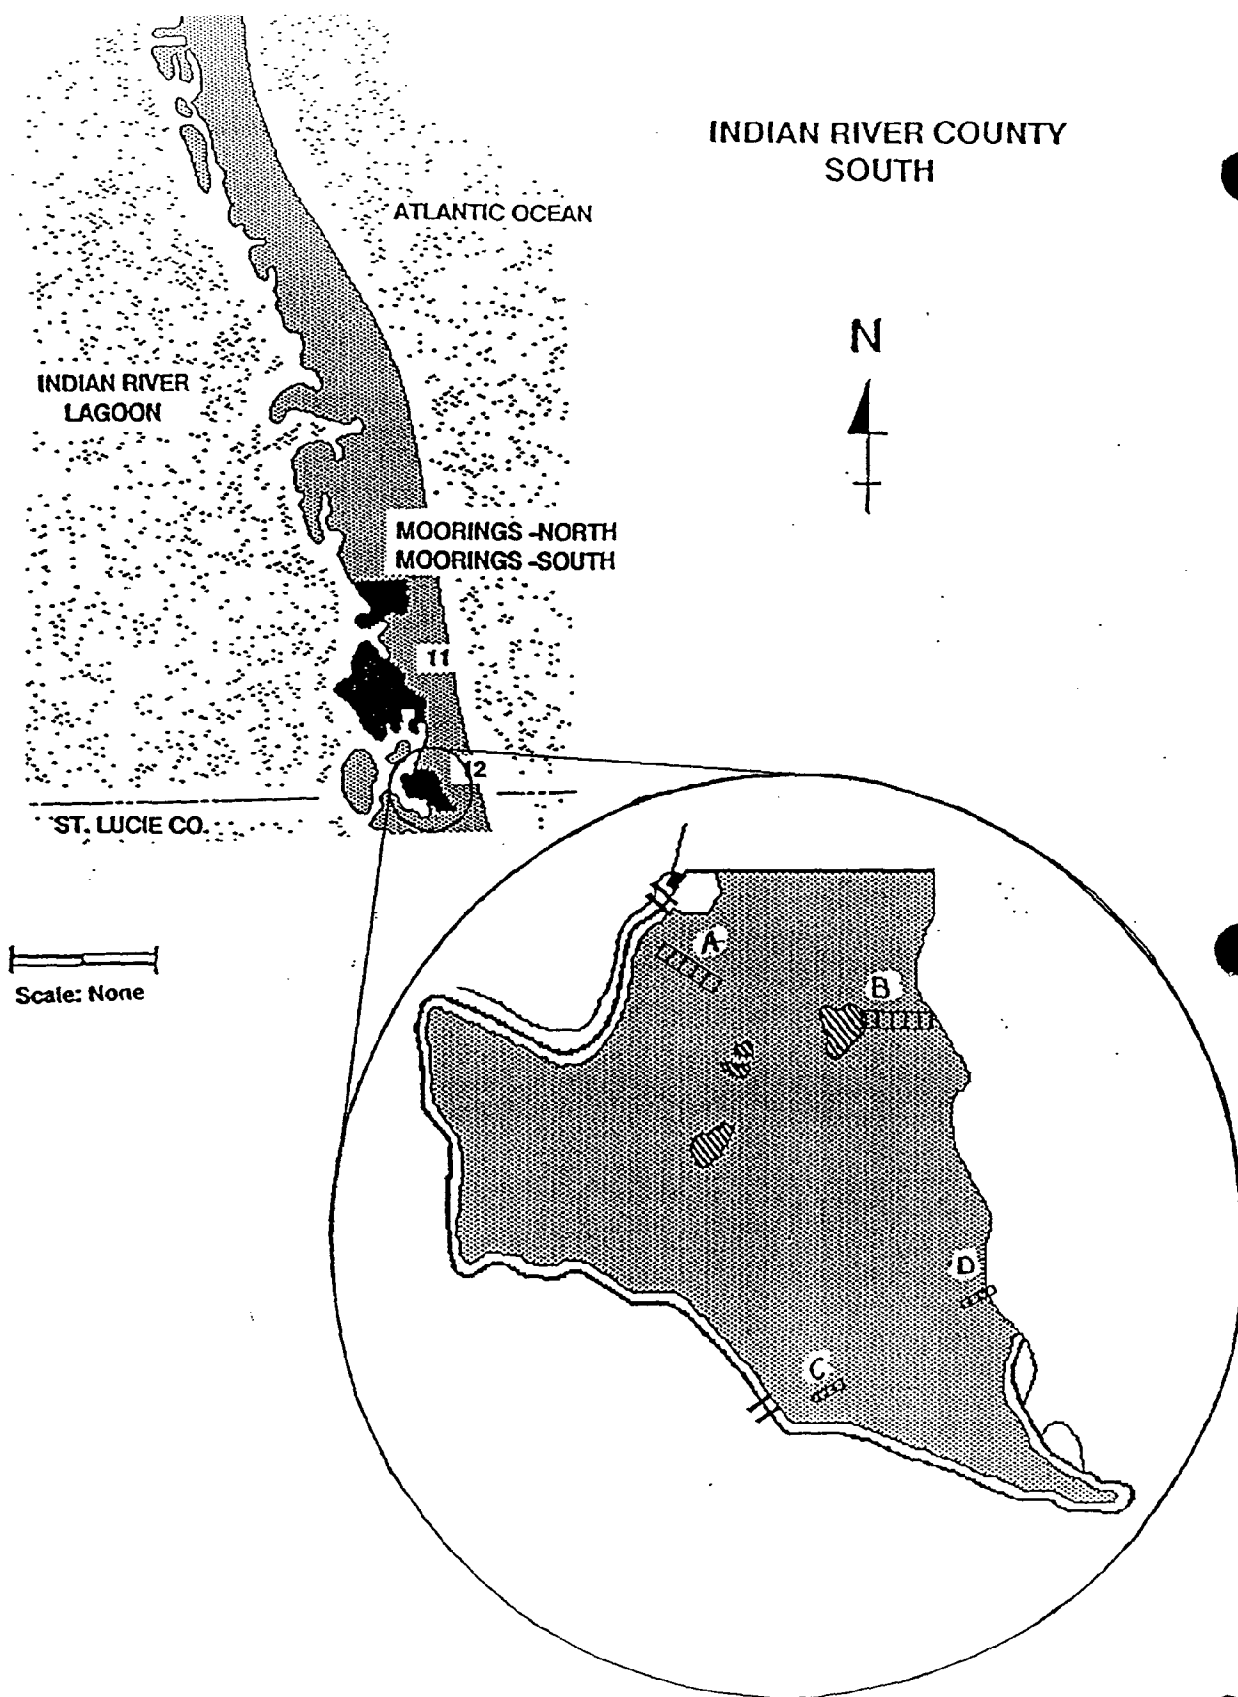 INDIAN RIVER COUNTY
SOUTH
ATLANTIC OCEAN
N
INDIAN RIVER
LAGOON
MOORINGS -NORTH
MOORINGS -SOUTH
11
12
ST. LUCIE CO.
A
B
Scale: None
D
C